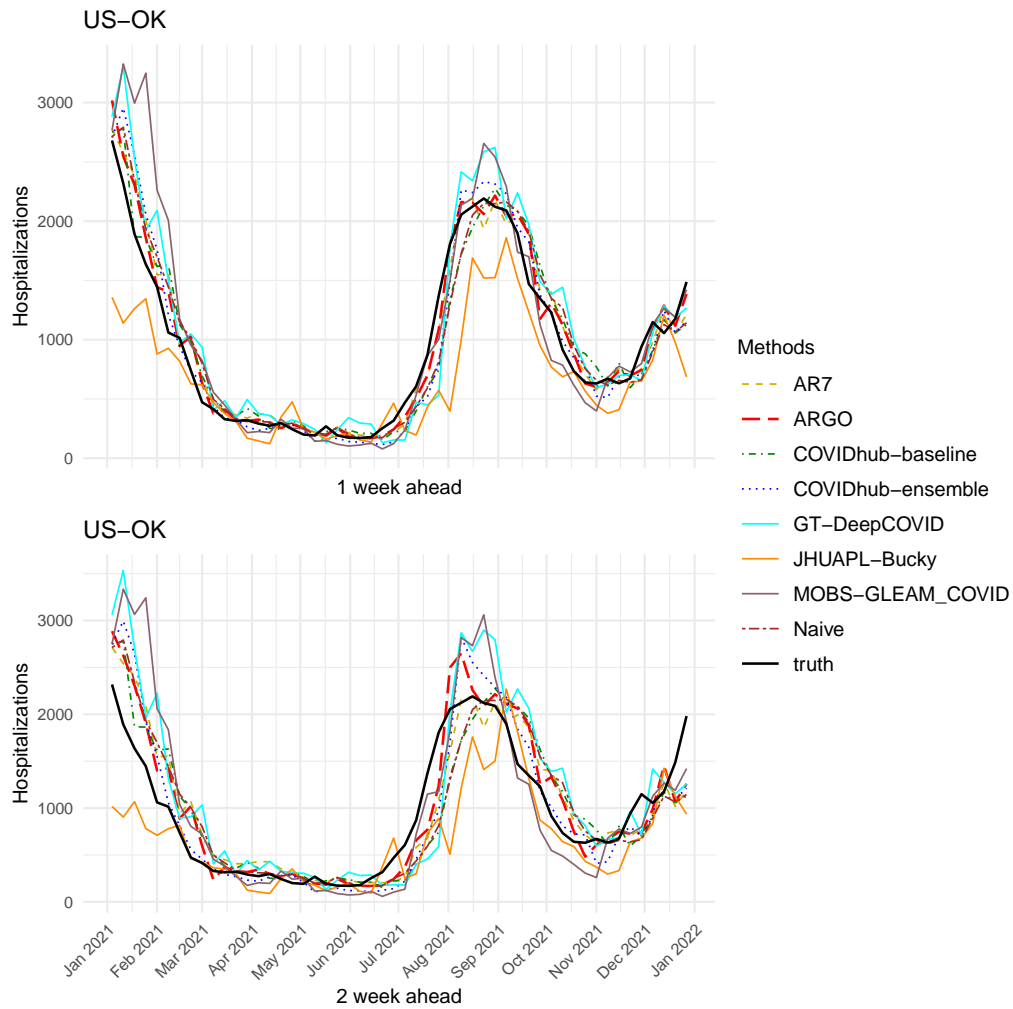 US−OK
3000
2000
1000
0
Hospitalizations
1 week ahead
US−OK
3000
2000
1000
0
Hospitalizations
Jan 2021
Feb 2021
Mar 2021
Apr 2021
May 2021
Jun 2021
Jul 2021
Aug 2021
Sep 2021
Oct 2021
Nov 2021
Dec 2021
Jan 2022
2 week ahead
Methods
AR7
ARGO
COVIDhub−baseline
COVIDhub−ensemble
GT−DeepCOVID
JHUAPL−Bucky
MOBS−GLEAM_COVID
Naive
truth